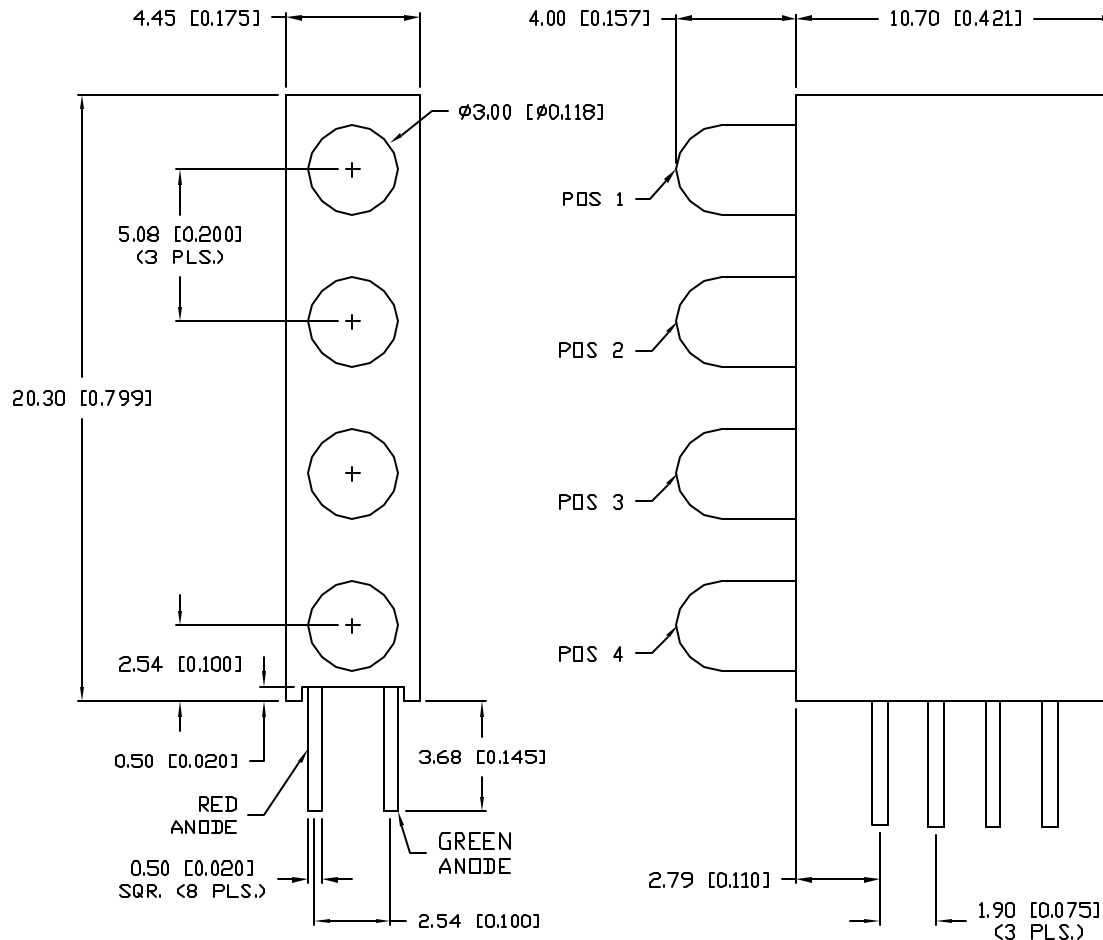 4.45 [0.175]
4.00 [0.157]
10.70 [0.421]
ø3.00 [ø0.118]
POS 1
5.08 [0.200]
(3 PLS.)
POS 2
20.30 [0.799]
POS 3
POS 4
2.54 [0.100]
0.50 [0.020]
3.68 [0.145]
RED
ANODE
GREEN
ANODE
0.50 [0.020]
SQR. (8 PLS.)
2.54 [0.100]
2.79 [0.110]
1.90 [0.075]
(3 PLS.)